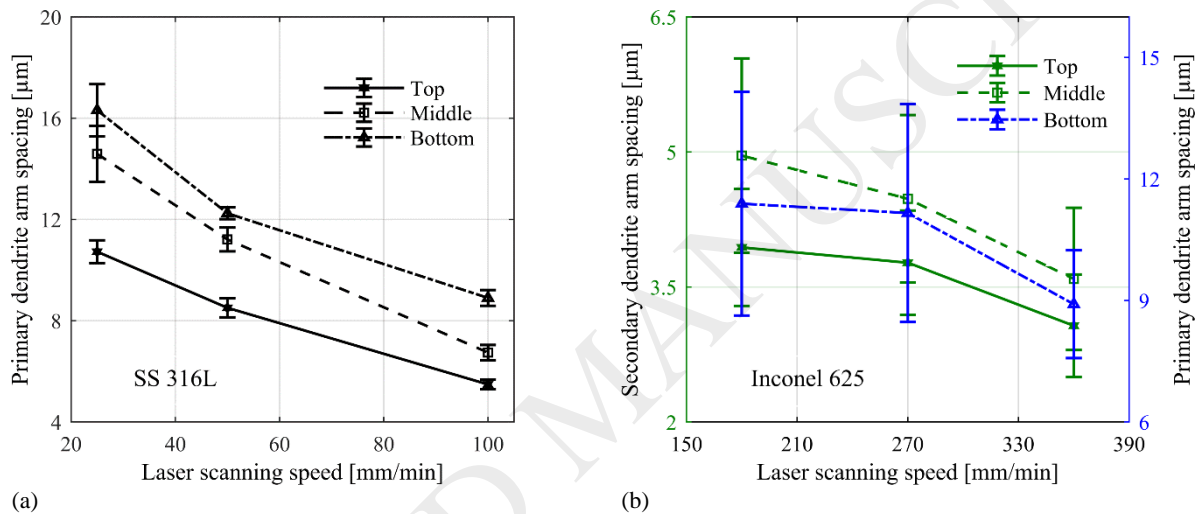 20
16
12
8
4
20
40
60
80
100
Primary dendrite arm spacing [μm]
Laser scanning speed [mm/min]
Top
Middle
Bottom
SS 316L
(a)
6.5
5
3.5
2
150
210
270
330
390
15
12
9
6
Secondary dendrite arm spacing [μm]
Primary dendrite arm spacing [μm]
Laser scanning speed [mm/min]
Top
Middle
Bottom
Inconel 625
(b)
D MANUSC